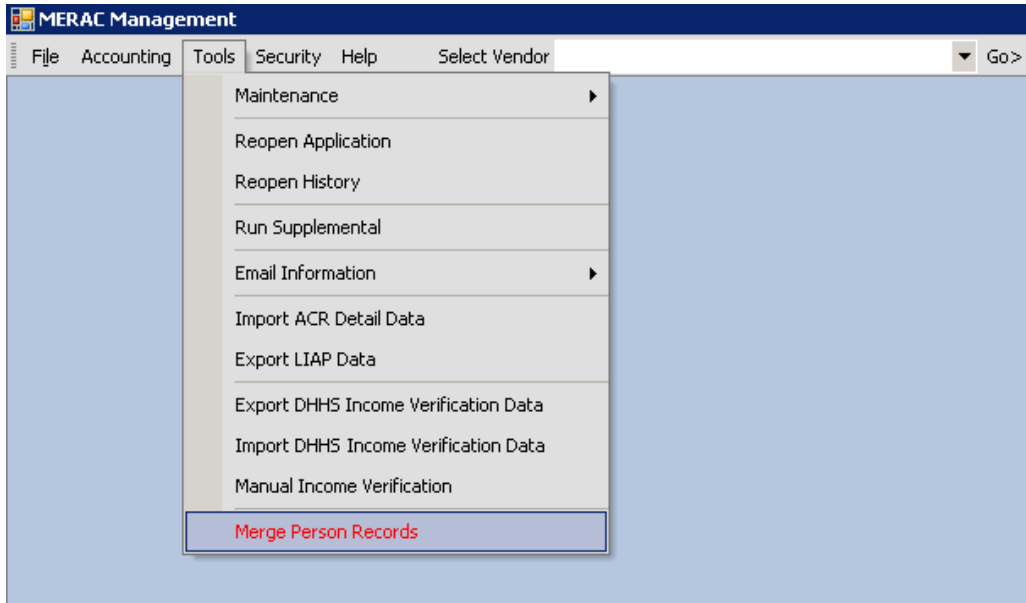 MERAC Management
File Accounting Tools Security Help Select Vendor Go>
Maintenance
Reopen Application
Reopen History
Run Supplemental
Email Information
Import ACR Detail Data
Export LIAP Data
Export DHHS Income Verification Data
Import DHHS Income Verification Data
Manual Income Verification
Merge Person Records